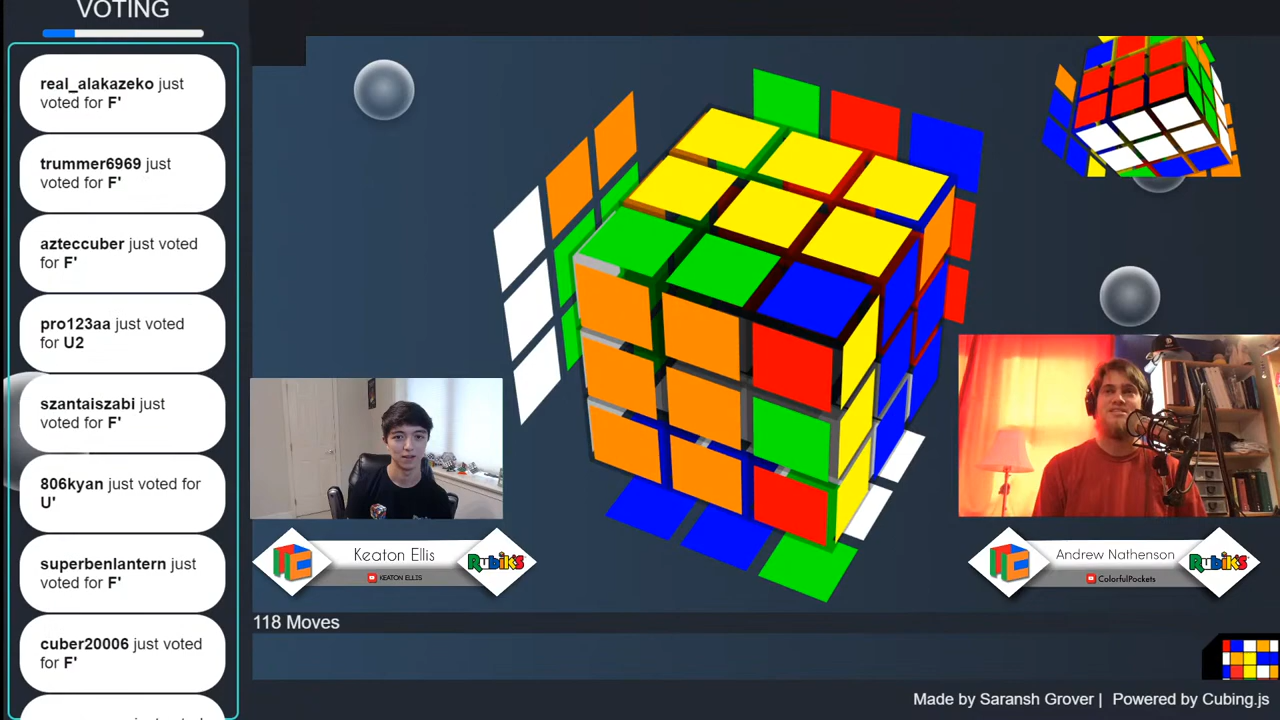 VOTING
real_alakazeko just
voted for F'
trummer6969 just
voted for F'
azteccuber just voted
for F'
pro123aa just voted
for U2
szantaiszabi just
voted for F'
806kyan just voted for
U'
superbenlantern just
voted for F'
cuber20006 just voted
for F'
Keaton Ellis
KEATON ELLIS
Rubik's
Andrew Nathenson
ColorfulPockets
Rubik's
118 Moves
Made by Saransh Grover | Powered by Cubing.js